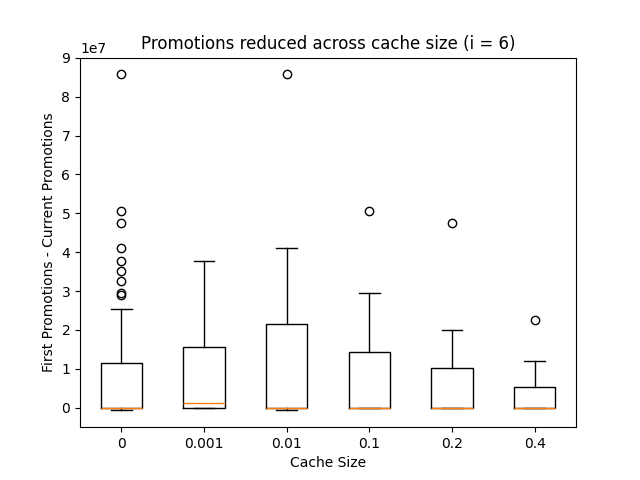 Promotions reduced across cache size (i = 6)
1e7
9
8
7
6
5
4
3
2
1
0
First Promotions - Current Promotions
0 0.001 0.01 0.1 0.2 0.4
Cache Size